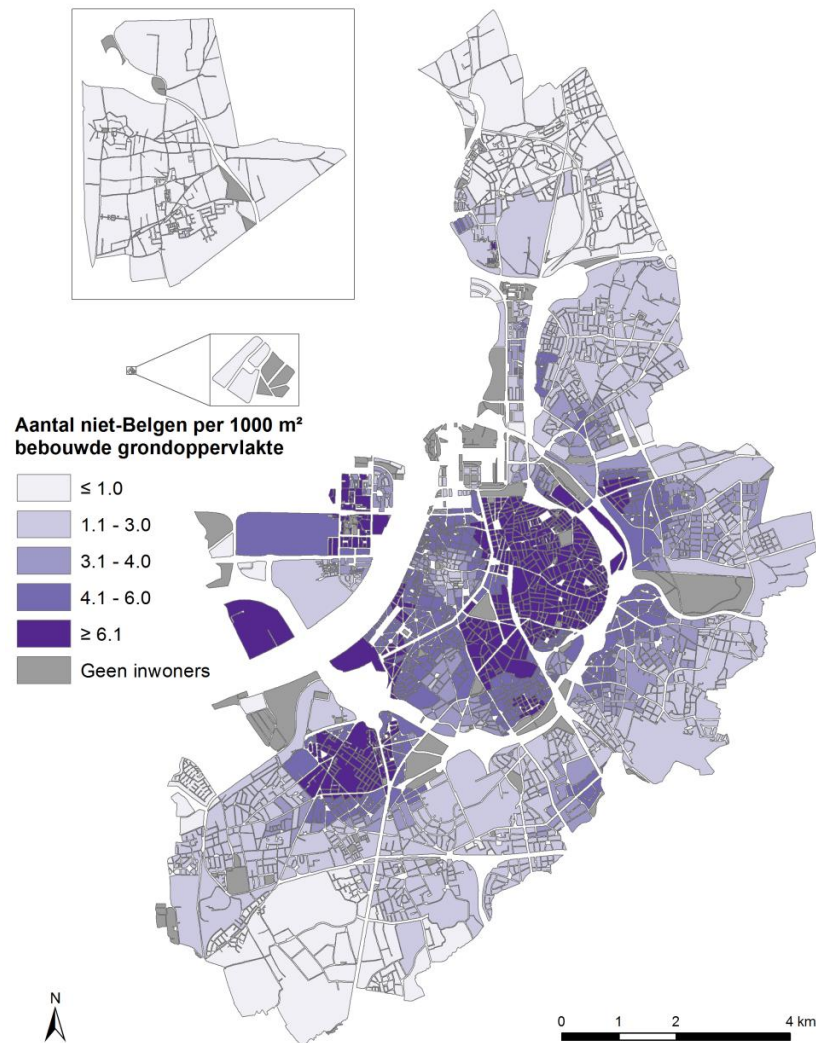 Aantal niet-Belgen per 1000 m²
bebouwde grondoppervlakte
≤ 1.0
1.1 - 3.0
3.1 - 4.0
4.1 - 6.0
≥ 6.1
Geen inwoners
N
0 1 2 4 km